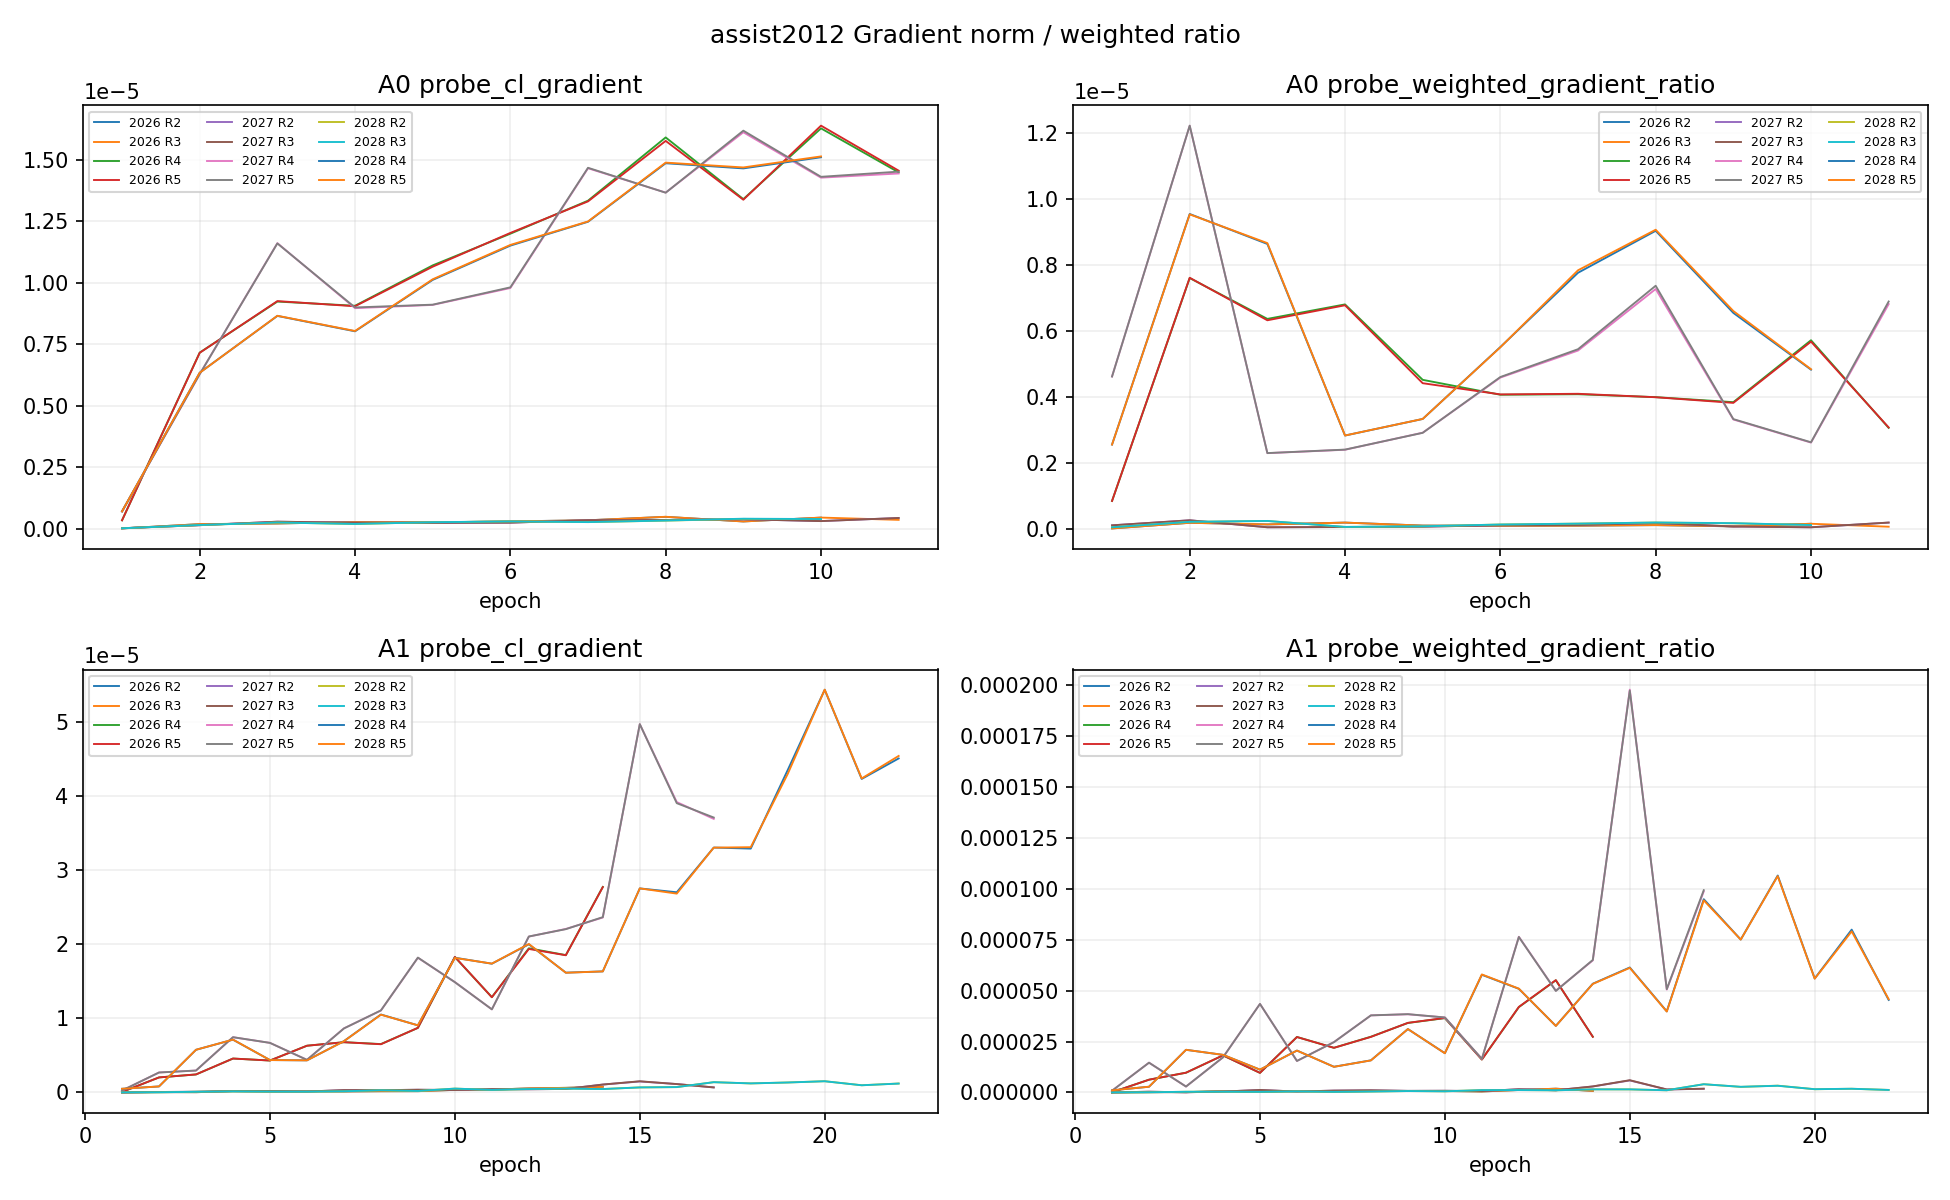 assist2012 Gradient norm / weighted ratio
A0 probe_cl_gradient
1e−5
2026 R2 2027 R2 2028 R2
2026 R3 2027 R3 2028 R3
2026 R4 2027 R4 2028 R4
2026 R5 2027 R5 2028 R5
1.50
1.25
1.00
0.75
0.50
0.25
0.00
2 4 6 8 10
epoch
A0 probe_weighted_gradient_ratio
1e−5
2026 R2 2027 R2 2028 R2
2026 R3 2027 R3 2028 R3
2026 R4 2027 R4 2028 R4
2026 R5 2027 R5 2028 R5
1.2
1.0
0.8
0.6
0.4
0.2
0.0
2 4 6 8 10
epoch
A1 probe_cl_gradient
1e−5
2026 R2 2027 R2 2028 R2
2026 R3 2027 R3 2028 R3
2026 R4 2027 R4 2028 R4
2026 R5 2027 R5 2028 R5
5
4
3
2
1
0
0 5 10 15 20
epoch
A1 probe_weighted_gradient_ratio
2026 R2 2027 R2 2028 R2
2026 R3 2027 R3 2028 R3
2026 R4 2027 R4 2028 R4
2026 R5 2027 R5 2028 R5
0.000200
0.000175
0.000150
0.000125
0.000100
0.000075
0.000050
0.000025
0.000000
0 5 10 15 20
epoch